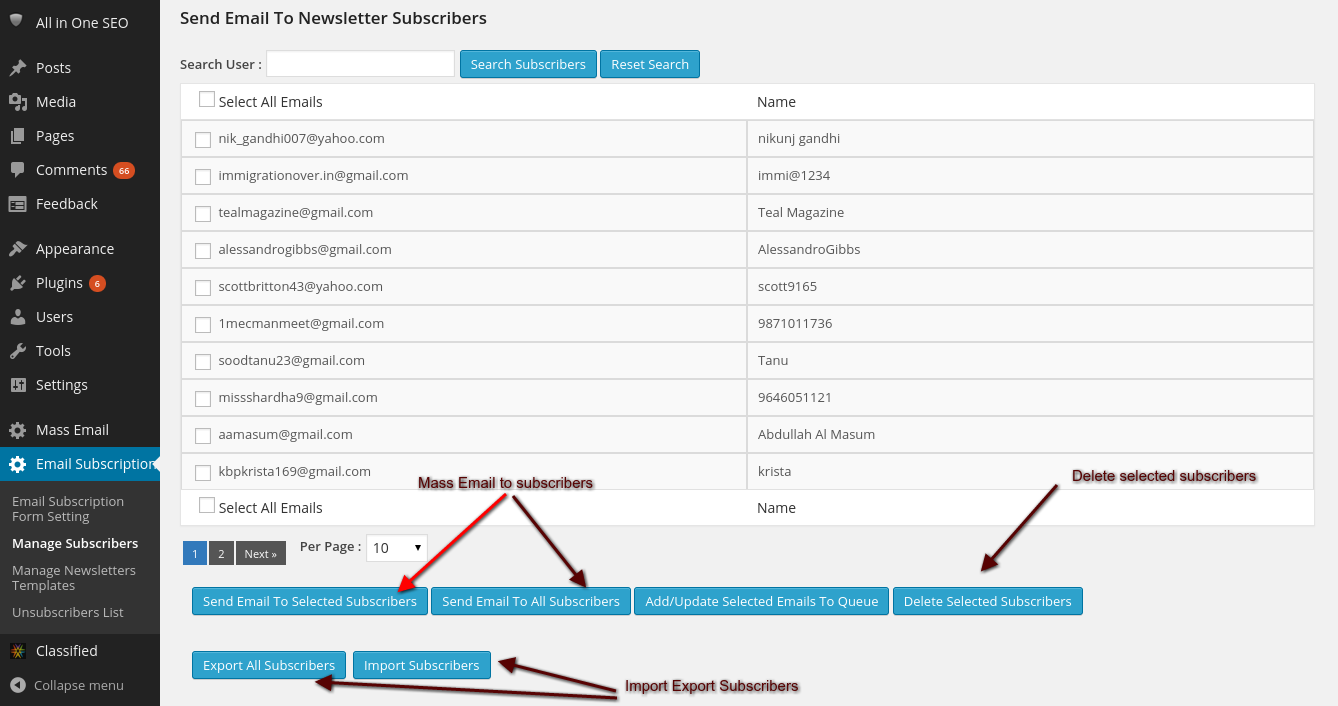 All in One SEO
Posts
Media
Pages
Comments 66
Feedback
Appearance
Plugins 6
Users
Tools
Settings
Mass Email
Email Subscription
Email Subscription
Form Setting
Manage Subscribers
Manage Newsletters
Templates
Unsubscribers List
Classified
Collapse menu
Send Email To Newsletter Subscribers
Search User : Search Subscribers Reset Search
Select All Emails Name
nik_gandhi007@yahoo.com nikunj gandhi
immigrationover.in@gmail.com immi@1234
tealmagazine@gmail.com Teal Magazine
alessandrogibbs@gmail.com AlessandroGibbs
scottbritton43@yahoo.com scott9165
1mecmanmeet@gmail.com 9871011736
soodtanu23@gmail.com Tanu
missshardha9@gmail.com 9646051121
aamasum@gmail.com Abdullah Al Masum
kbpkrista169@gmail.com krista
Mass Email to subscribers Delete selected subscribers
Select All Emails Name
1 2 Next » Per Page : 10
Send Email To Selected Subscribers Send Email To All Subscribers Add/Update Selected Emails To Queue Delete Selected Subscribers
Export All Subscribers Import Subscribers
Import Export Subscribers